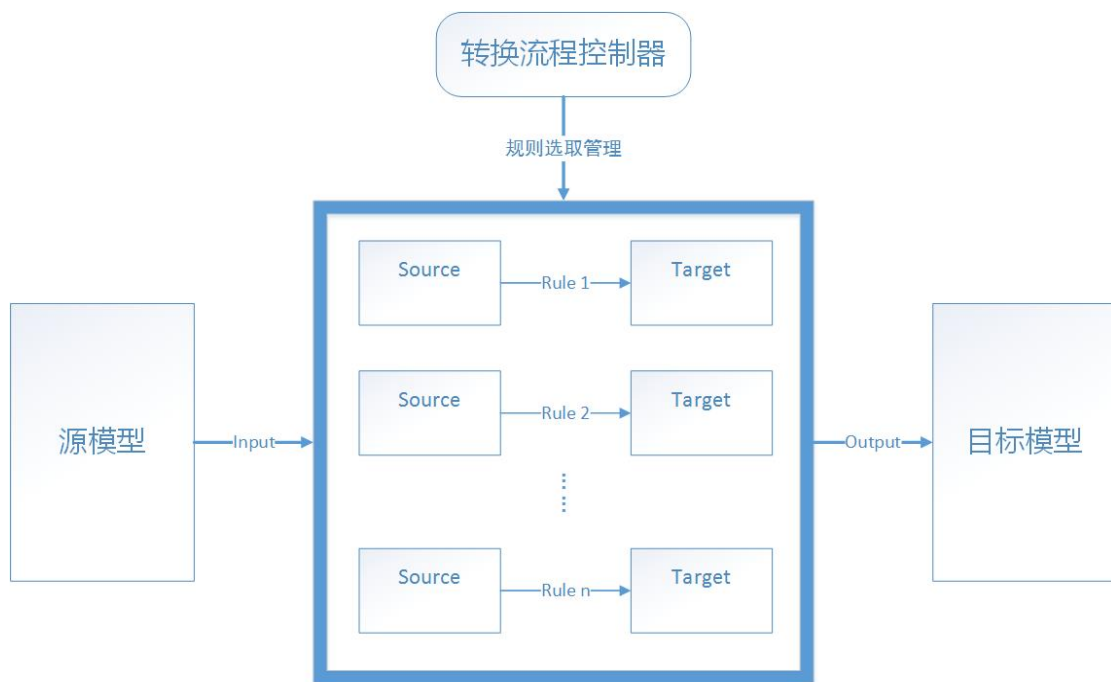 转换流程控制器
规则选取管理
Source
Rule 1
Target
Source
Rule 2
Target
源模型
Input
Output
目标模型
Source
Rule n
Target